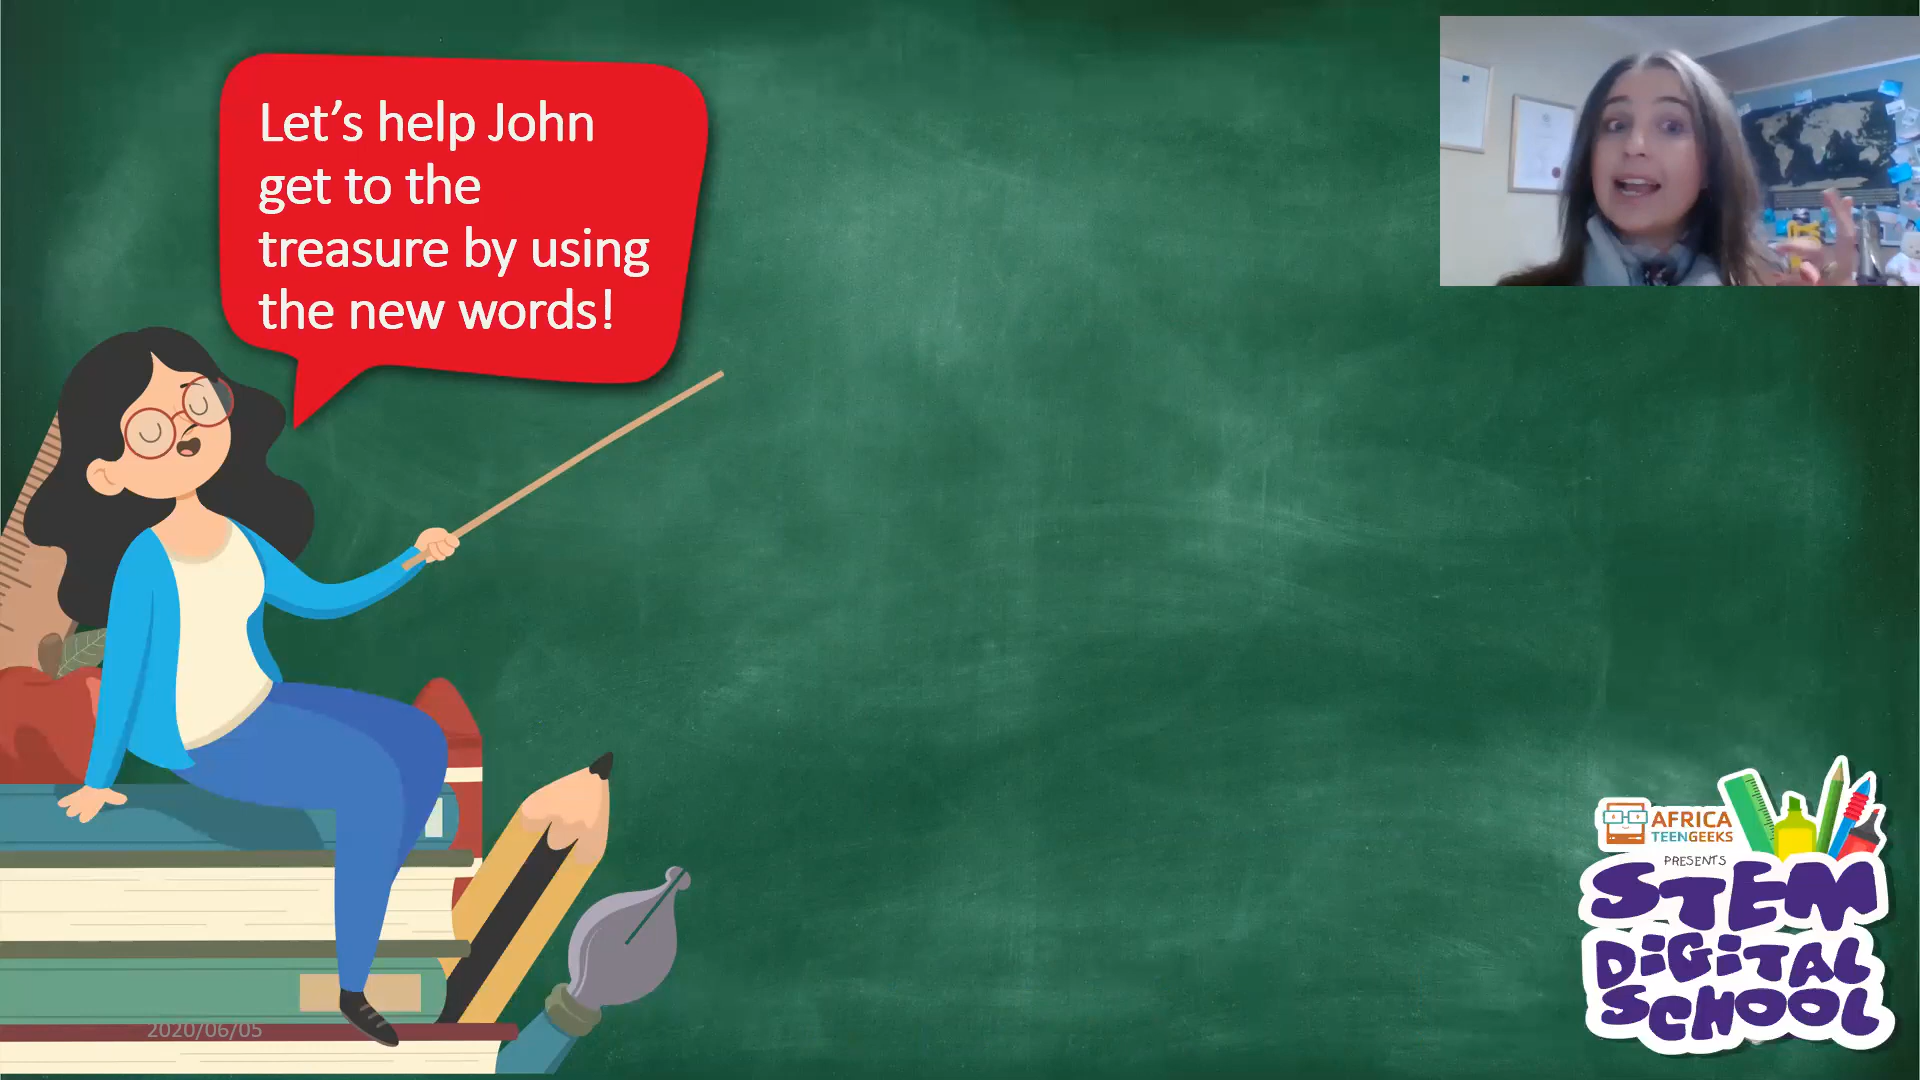 Let's help John
get to the
treasure by using
the new words!
AFRICA
TEENGEEKS
PRESENTS
STEM
DIGITAL
SCHOOL
2020/06/05